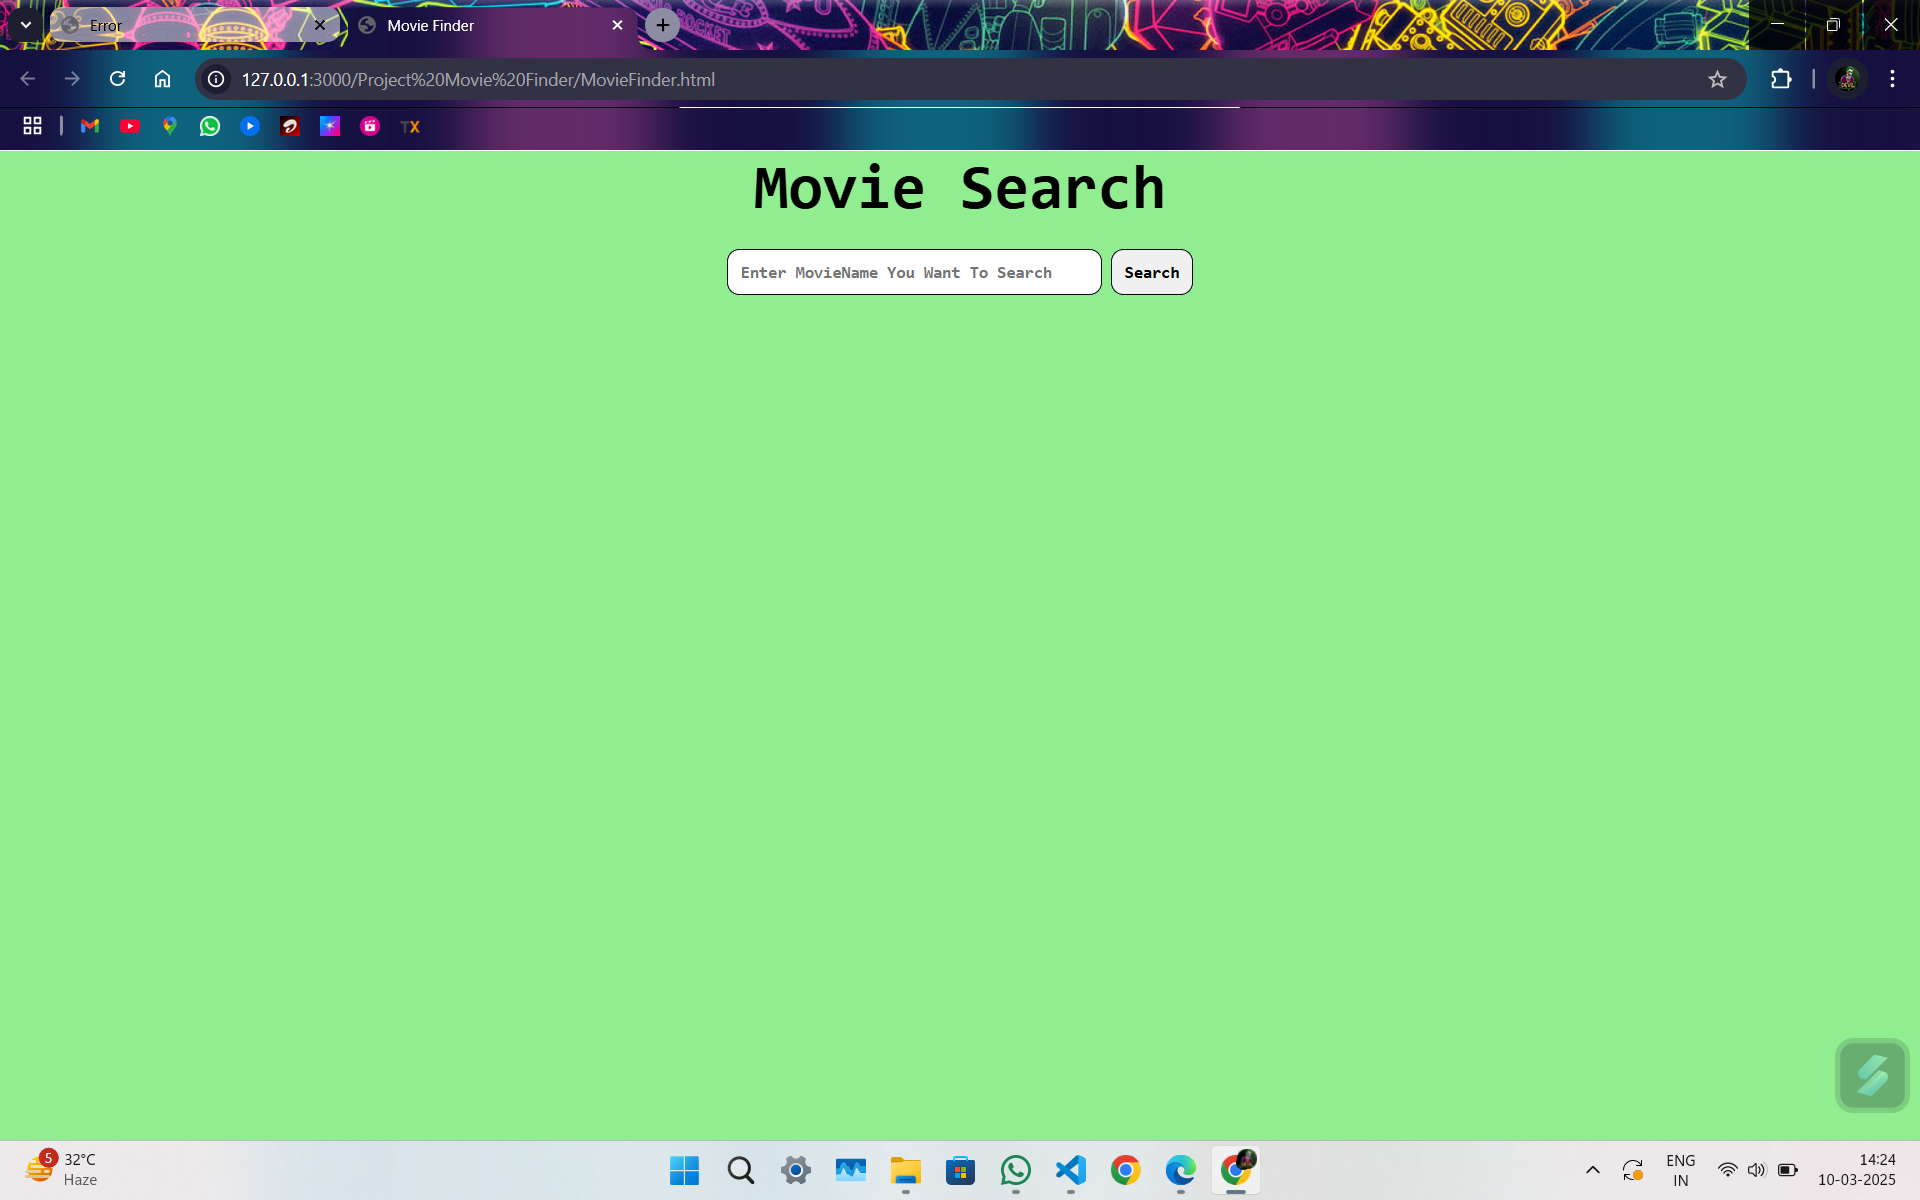 Error
Movie Finder
127.0.0.1:3000/Project%20Movie%20Finder/MovieFinder.html
TX
Movie Search
Enter MovieName You Want To Search
Search
5
32°C
Haze
ENG
IN
14:24
10-03-2025